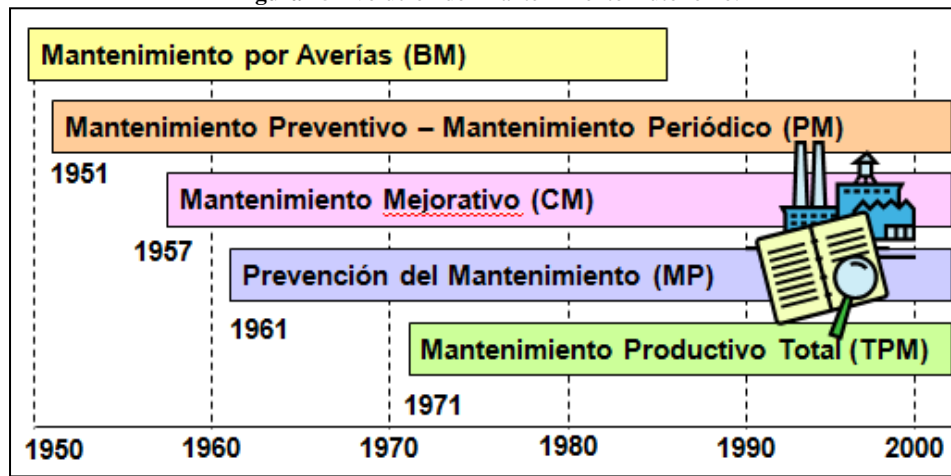 Mantenimiento por Averías (BM)
Mantenimiento Preventivo – Mantenimiento Periódico (PM)
1951
Mantenimiento Mejorativo (CM)
1957
Prevención del Mantenimiento (MP)
1961
Mantenimiento Productivo Total (TPM)
1971
1950 1960 1970 1980 1990 2000